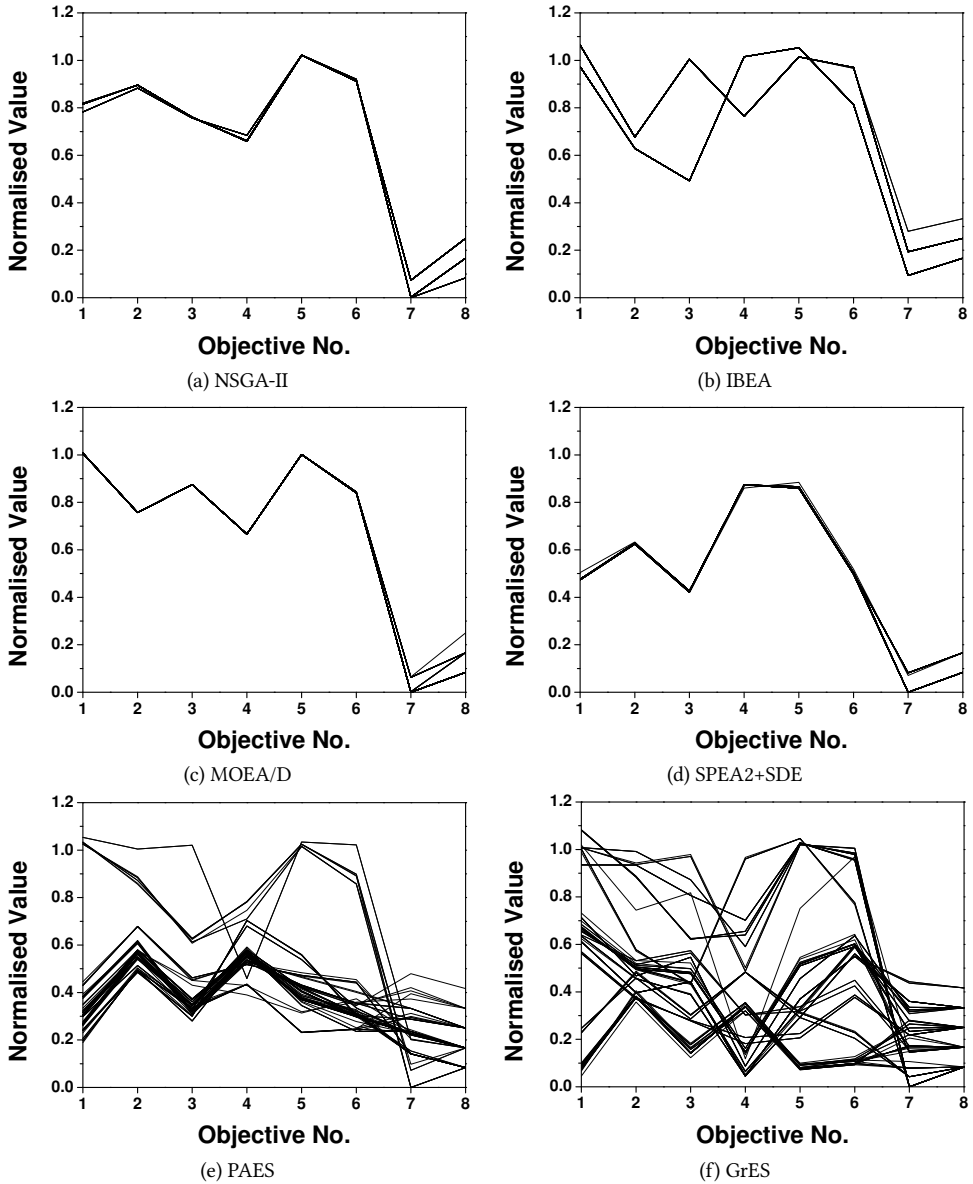 1.2
1.0
0.8
0.6
0.4
0.2
0.0
1 2 3 4 5 6 7 8
Normalised Value
Objective No.
(a) NSGA-II
1.2
1.0
0.8
0.6
0.4
0.2
0.0
1 2 3 4 5 6 7 8
Normalised Value
Objective No.
(b) IBEA
1.2
1.0
0.8
0.6
0.4
0.2
0.0
1 2 3 4 5 6 7 8
Normalised Value
Objective No.
(c) MOEA/D
1.2
1.0
0.8
0.6
0.4
0.2
0.0
1 2 3 4 5 6 7 8
Normalised Value
Objective No.
(d) SPEA2+SDE
1.2
1.0
0.8
0.6
0.4
0.2
0.0
1 2 3 4 5 6 7 8
Normalised Value
Objective No.
(e) PAES
1.2
1.0
0.8
0.6
0.4
0.2
0.0
1 2 3 4 5 6 7 8
Normalised Value
Objective No.
(f) GrES